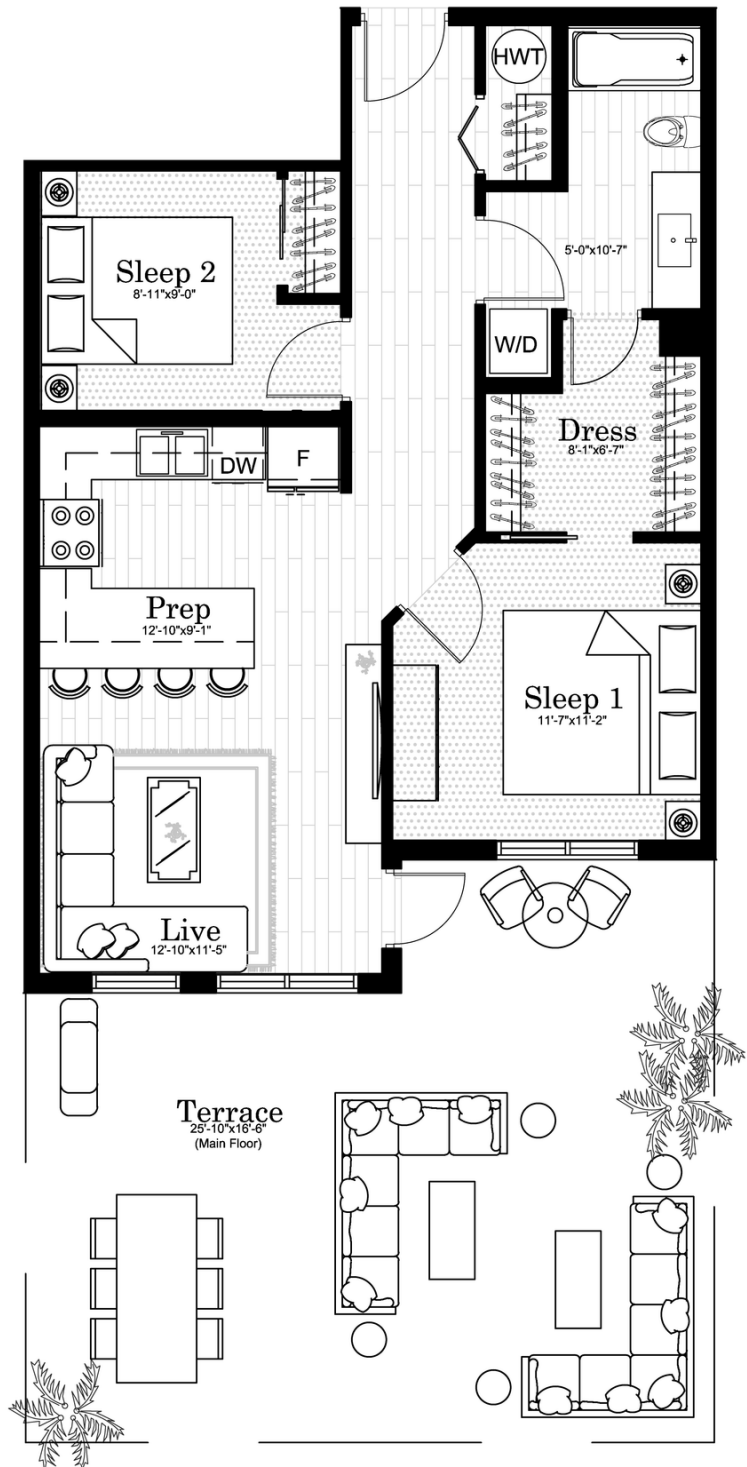 HWT
Sleep 2
8'-11"x9'-0"
5'-0"x10'-7"
W/D
Dress
8'-1"x6'-7"
DW
F
Prep
12'-10"x9'-1"
Sleep 1
11'-7"x11'-2"
Live
12'-10"x11'-5"
Terrace
25'-10"x16'-6"
(Main Floor)